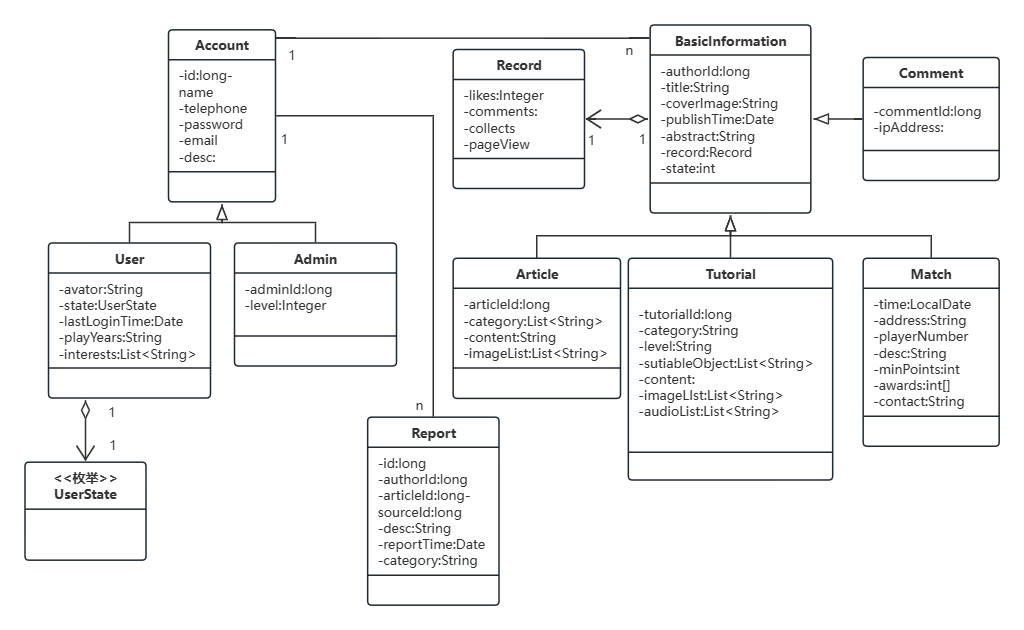 Account
-id:long-
name
-telephone
-password
-email
-desc:
1
n
1
Record
-likes:Integer
-comments:
-collects
-pageView
1
1
BasicInformation
-authorId:long
-title:String
-coverImage:String
-publishTime:Date
-abstract:String
-record:Record
-state:int
Comment
-commentId:long
-ipAddress:
User
-avator:String
-state:UserState
-lastLoginTime:Date
-playYears:String
-interests:List<String>
Admin
-adminId:long
-level:Integer
Article
-articleId:long
-category:List<String>
-content:String
-imageList:List<String>
Tutorial
-tutorialId:long
-category:String
-level:String
-sutiableObject:List<String>
-content:
-imageLIst:List<String>
-audioList:List<String>
Match
-time:LocalDate
-address:String
-playerNumber
-desc:String
-minPoints:int
-awards:int[]
-contact:String
1
1
<<枚举>>
UserState
n
Report
-id:long
-authorId:long
-articleId:long-
sourceId:long
-desc:String
-reportTime:Date
-category:String